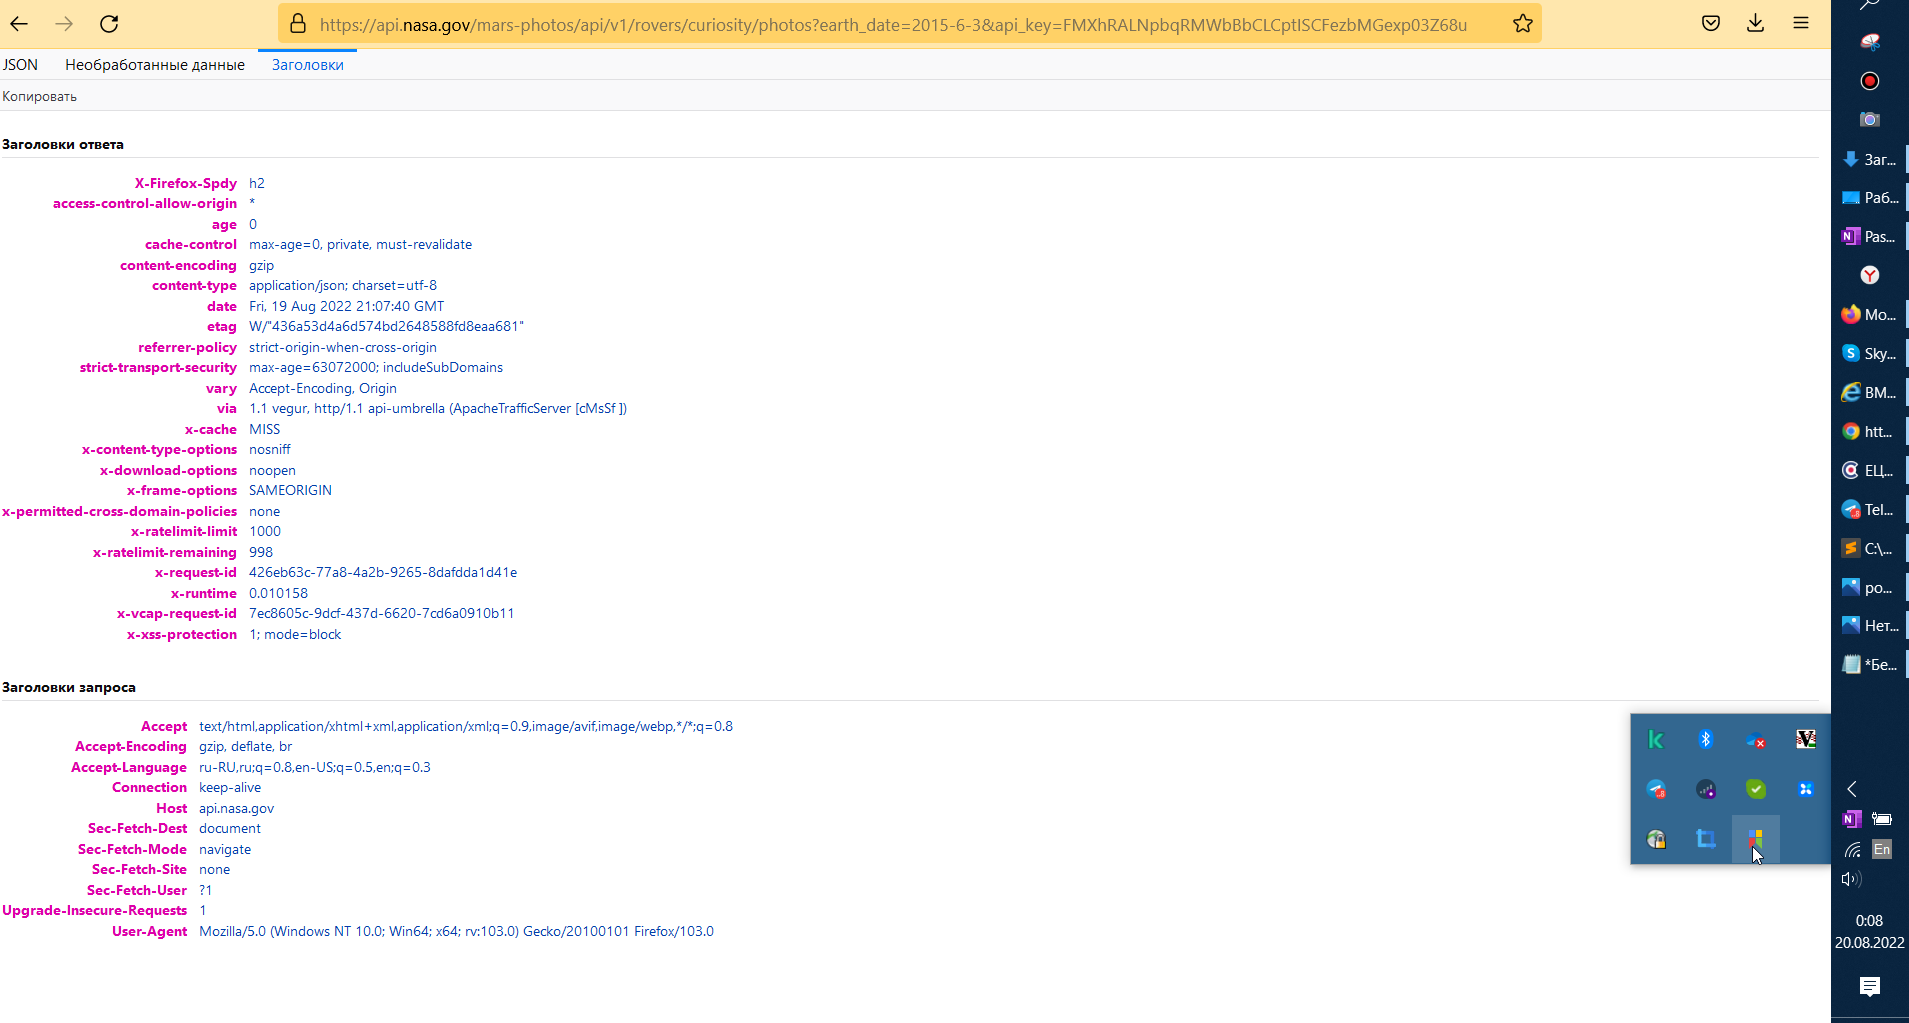 https://api.nasa.gov/mars-photos/api/v1/rovers/curiosity/photos?earth_date=2015-6-3&api_key=FMXhRALNpbqRMWbBbCLCptISCFezbMGexp03Z68u
JSON Необработанные данные Заголовки
Копировать
Заголовки ответа
X-Firefox-Spdy h2
access-control-allow-origin *
age 0
cache-control max-age=0, private, must-revalidate
content-encoding gzip
content-type application/json; charset=utf-8
date Fri, 19 Aug 2022 21:07:40 GMT
etag W/"436a53d4a6d574bd2648588fd8eaa681"
referrer-policy strict-origin-when-cross-origin
strict-transport-security max-age=63072000; includeSubDomains
vary Accept-Encoding, Origin
via 1.1 vegur, http/1.1 api-umbrella (ApacheTrafficServer [cMsSf ])
x-cache MISS
x-content-type-options nosniff
x-download-options noopen
x-frame-options SAMEORIGIN
x-permitted-cross-domain-policies none
x-ratelimit-limit 1000
x-ratelimit-remaining 998
x-request-id 426eb63c-77a8-4a2b-9265-8dafdda1d41e
x-runtime 0.010158
x-vcap-request-id 7ec8605c-9dcf-437d-6620-7cd6a0910b11
x-xss-protection 1; mode=block
Заголовки запроса
Accept text/html,application/xhtml+xml,application/xml;q=0.9,image/avif,image/webp,*/*;q=0.8
Accept-Encoding gzip, deflate, br
Accept-Language ru-RU,ru;q=0.8,en-US;q=0.5,en;q=0.3
Connection keep-alive
Host api.nasa.gov
Sec-Fetch-Dest document
Sec-Fetch-Mode navigate
Sec-Fetch-Site none
Sec-Fetch-User ?1
Upgrade-Insecure-Requests 1
User-Agent Mozilla/5.0 (Windows NT 10.0; Win64; x64; rv:103.0) Gecko/20100101 Firefox/103.0
Заг...
Раб...
Pas...
Mo...
Sky...
ВМ...
htt...
ЕЦ...
Tel...
C:\...
ро...
Нет...
*Бе...
En
0:08
20.08.2022